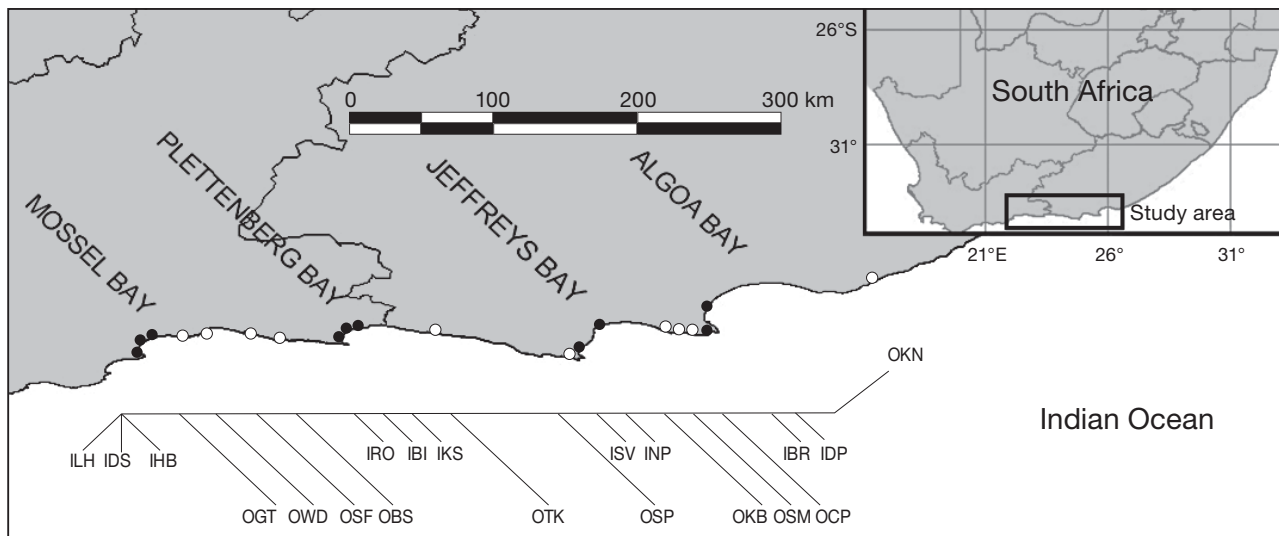 26°S
South Africa
0 100 200 300 km
31°
MOSSEL BAY
PLETTENBERG BAY
JEFFREYS BAY
ALGOA BAY
Study area
21°E 26° 31°
OKN
Indian Ocean
ILH IDS IHB IRO IBI IKS ISV INP IBR IDP
OGT OWD OSF OBS OTK OSP OKB OSM OCP